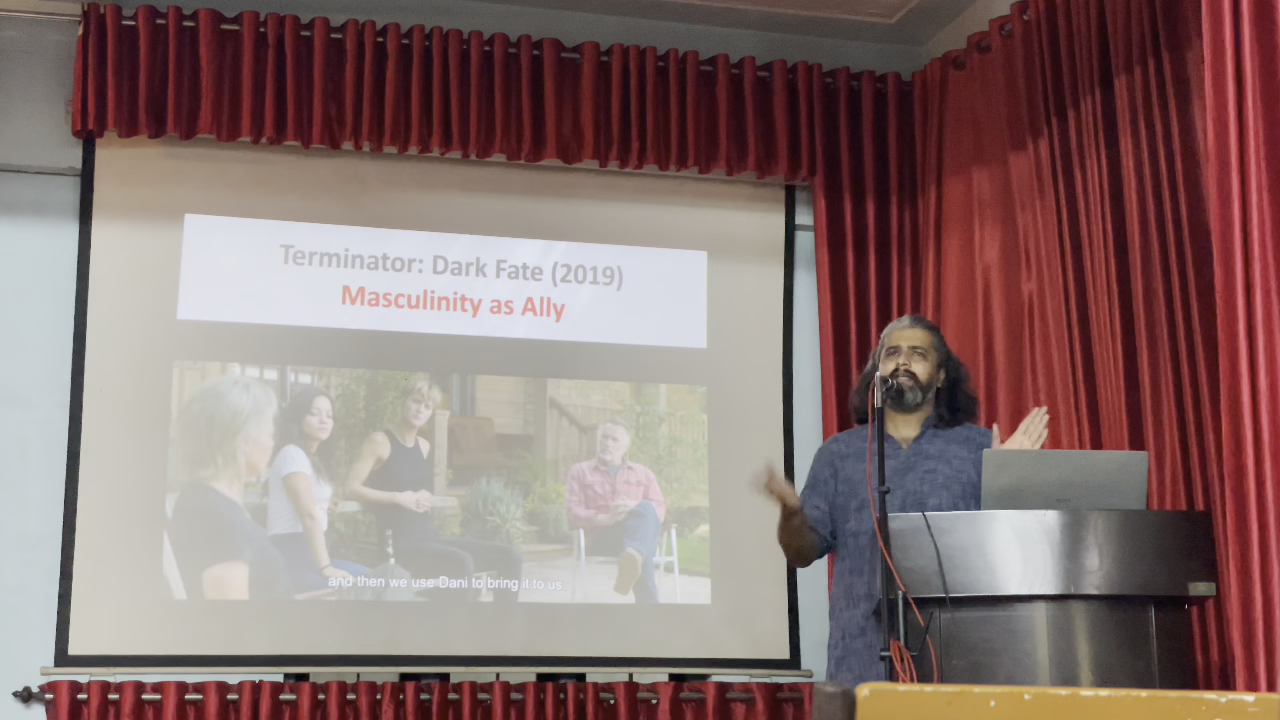 Terminator: Dark Fate (2019)
Masculinity as Ally
and then we use Dani to bring it to us.